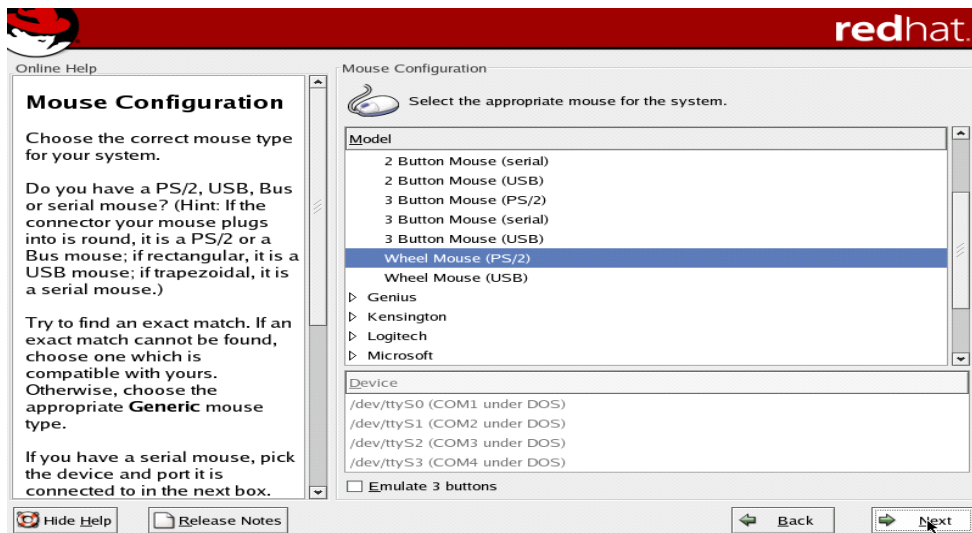 redhat.
Online Help
Mouse Configuration
Choose the correct mouse type
for your system.
Do you have a PS/2, USB, Bus
or serial mouse? (Hint: If the
connector your mouse plugs
into is round, it is a PS/2 or a
Bus mouse; if rectangular, it is a
USB mouse; if trapezoidal, it is
a serial mouse.)
Try to find an exact match. If an
exact match cannot be found,
choose one which is
compatible with yours.
Otherwise, choose the
appropriate Generic mouse
type.
If you have a serial mouse, pick
the device and port it is
connected to in the next box.
Mouse Configuration
Select the appropriate mouse for the system.
Model
2 Button Mouse (serial)
2 Button Mouse (USB)
3 Button Mouse (PS/2)
3 Button Mouse (serial)
3 Button Mouse (USB)
Wheel Mouse (PS/2)
Wheel Mouse (USB)
Genius
Kensington
Logitech
Microsoft
Device
/dev/ttyS0 (COM1 under DOS)
/dev/ttyS1 (COM2 under DOS)
/dev/ttyS2 (COM3 under DOS)
/dev/ttyS3 (COM4 under DOS)
Emulate 3 buttons
Hide Help
Release Notes
Back
Next